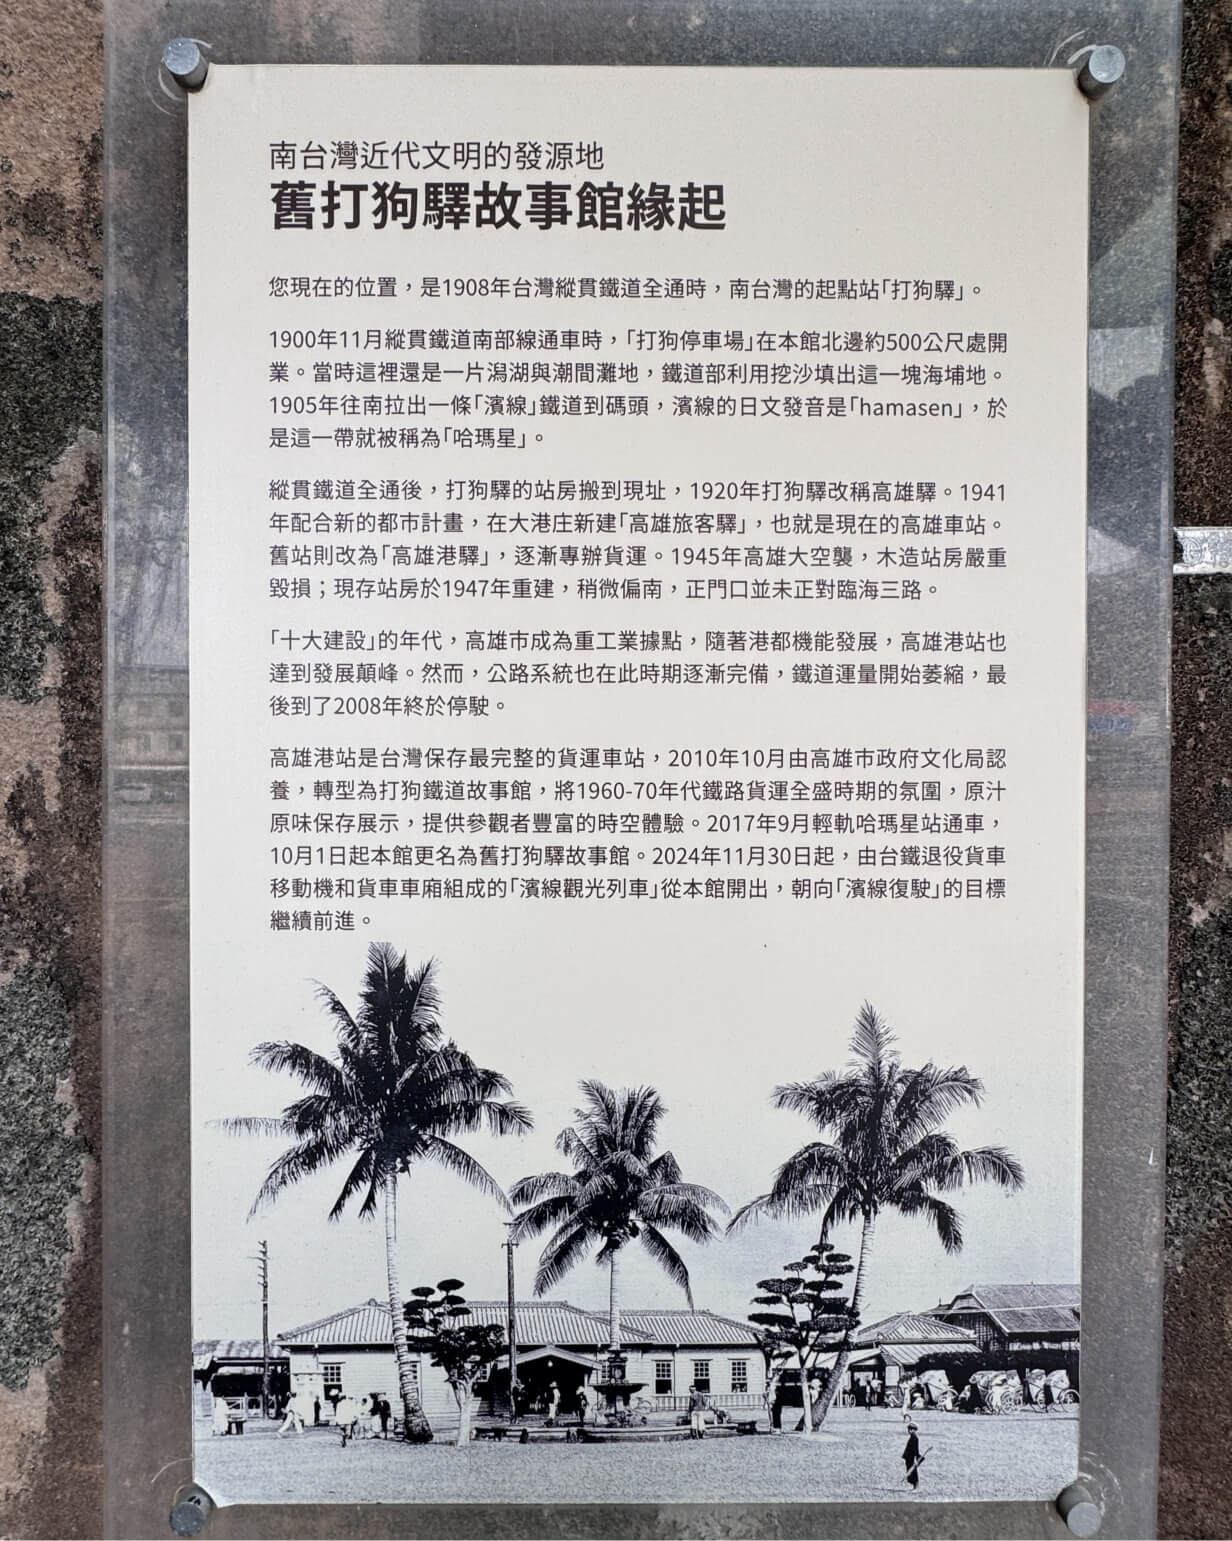 南台灣近代文明的發源地
舊打狗驛故事館緣起
您現在的位置，是1908年台灣縱貫鐵道全通時，南台灣的起點站「打狗驛」。
1900年11月縱貫鐵道南部線通車時，「打狗停車場」在本館北邊約500公尺處開
業。當時這裡還是一片潟湖與潮間灘地，鐵道部利用挖沙填出這一塊海埔地。
1905年往南拉出一條「濱線」鐵道到碼頭，濱線的日文發音是「hamasen」，於
是這一帶就被稱為「哈瑪星」。
縱貫鐵道全通後，打狗驛的站房搬到現址，1920年打狗驛改稱高雄驛。1941
年配合新的都市計畫，在大港庄新建「高雄旅客驛」，也就是現在的高雄車站。
舊站則改為「高雄港驛」，逐漸專辦貨運。1945年高雄大空襲，木造站房嚴重
毀損；現存站房於1947年重建，稍微偏南，正門口並未正對臨海三路。
「十大建設」的年代，高雄市成為重工業據點，隨著港都機能發展，高雄港站也
達到發展顛峰。然而，公路系統也在此時期逐漸完備，鐵道運量開始萎縮，最
後到了2008年終於停駛。
高雄港站是台灣保存最完整的貨運車站，2010年10月由高雄市政府文化局認
養，轉型為打狗鐵道故事館，將1960-70年代鐵路貨運全盛時期的氛圍，原汁
原味保存展示，提供參觀者豐富的時空體驗。2017年9月輕軌哈瑪星站通車，
10月1日起本館更名為舊打狗驛故事館。2024年11月30日起，由台鐵退役貨車
移動機和貨車車廂組成的「濱線觀光列車」從本館開出，朝向「濱線復駛」的目標
繼續前進。